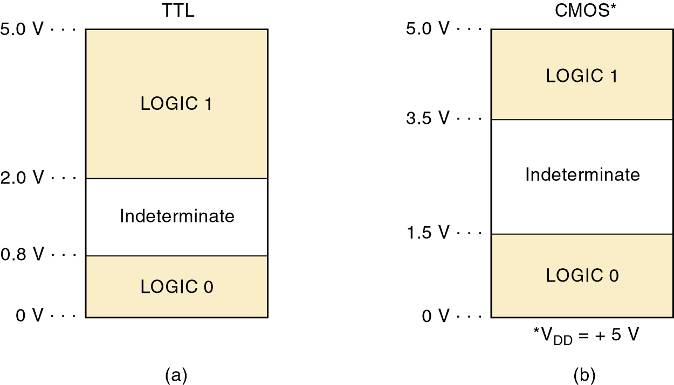 TTL
5.0 V . . .
LOGIC 1
2.0 V . . .
Indeterminate
0.8 V . . .
LOGIC 0
0 V . . .
(a)
CMOS*
5.0 V . . .
LOGIC 1
3.5 V . . .
Indeterminate
1.5 V . . .
LOGIC 0
0 V . . .
*VDD = + 5 V
(b)